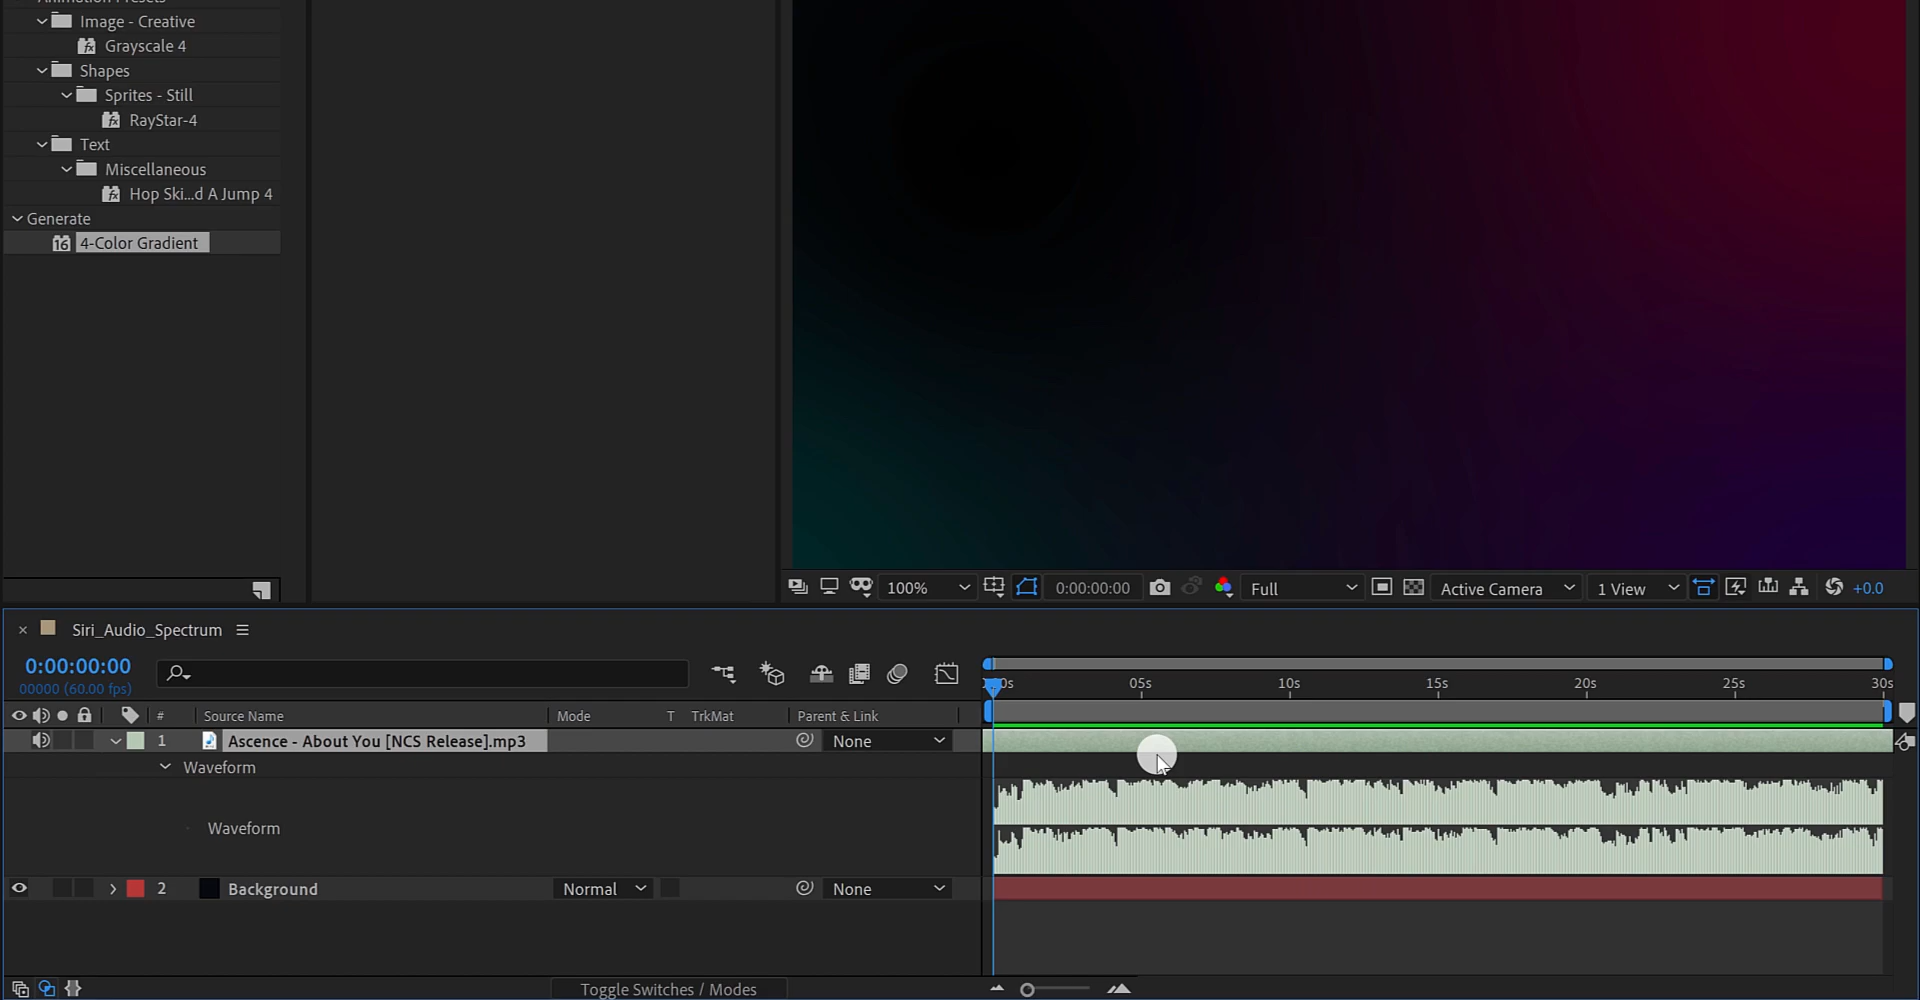 Animation Presets
Image - Creative
Grayscale 4
Shapes
Sprites - Still
RayStar-4
Text
Miscellaneous
Hop Ski...d A Jump 4
Generate
16 4-Color Gradient
100% 0:00:00:00 Full Active Camera 1 View +0.0
Siri_Audio_Spectrum
0:00:00:00
00000 (60.00 fps)
05s 10s 15s 20s 25s 30s
# Source Name Mode T TrkMat Parent & Link
1 Ascence - About You [NCS Release].mp3 None
Waveform
Waveform
2 Background Normal None
Toggle Switches / Modes